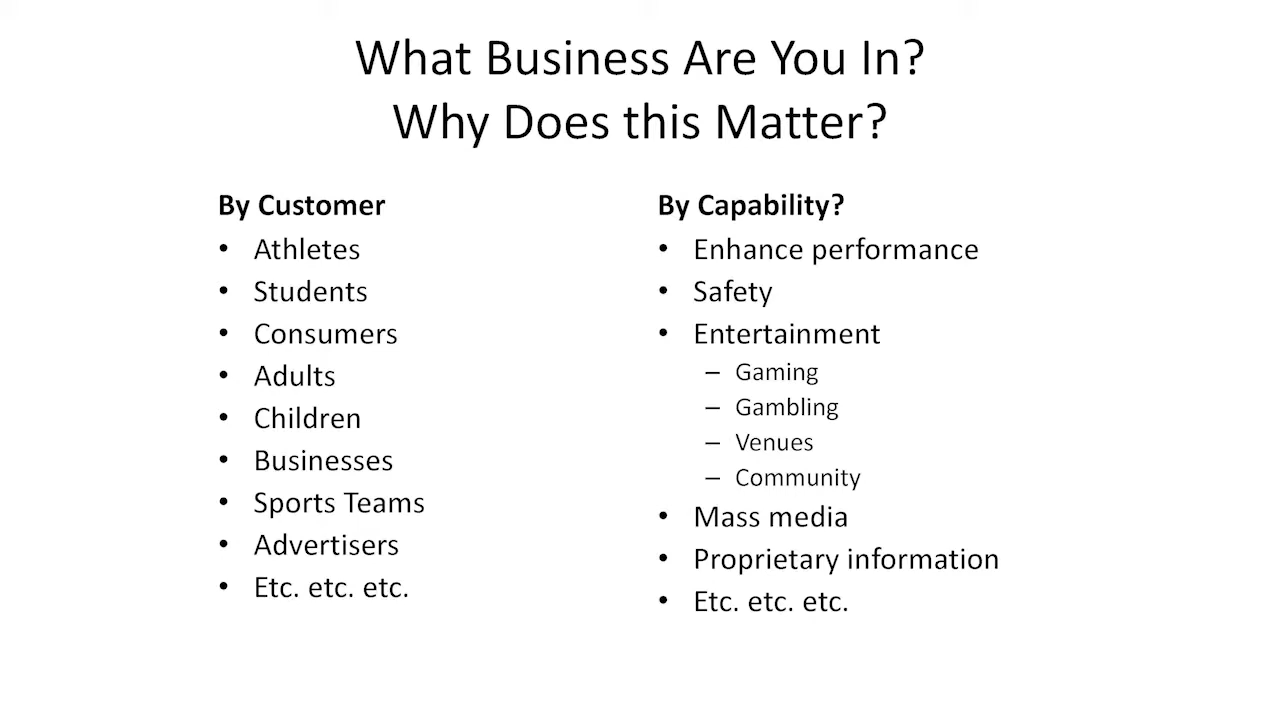 What Business Are You In?
Why Does this Matter?
By Customer
• Athletes
• Students
• Consumers
• Adults
• Children
• Businesses
• Sports Teams
• Advertisers
• Etc. etc. etc.
By Capability?
• Enhance performance
• Safety
• Entertainment
– Gaming
– Gambling
– Venues
– Community
• Mass media
• Proprietary information
• Etc. etc. etc.